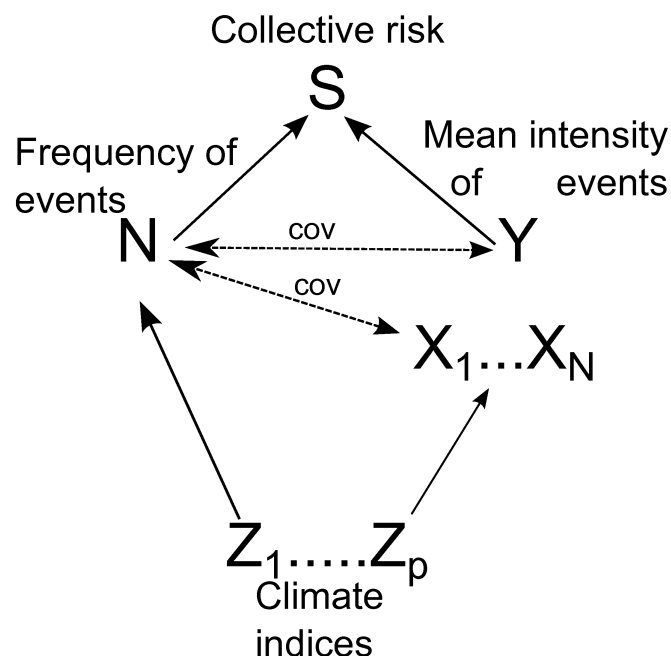 Collective risk
S
Frequency of
events
Mean intensity
of events
N
cov
Y
cov
X1...XN
Z1.....Zp
Climate
indices